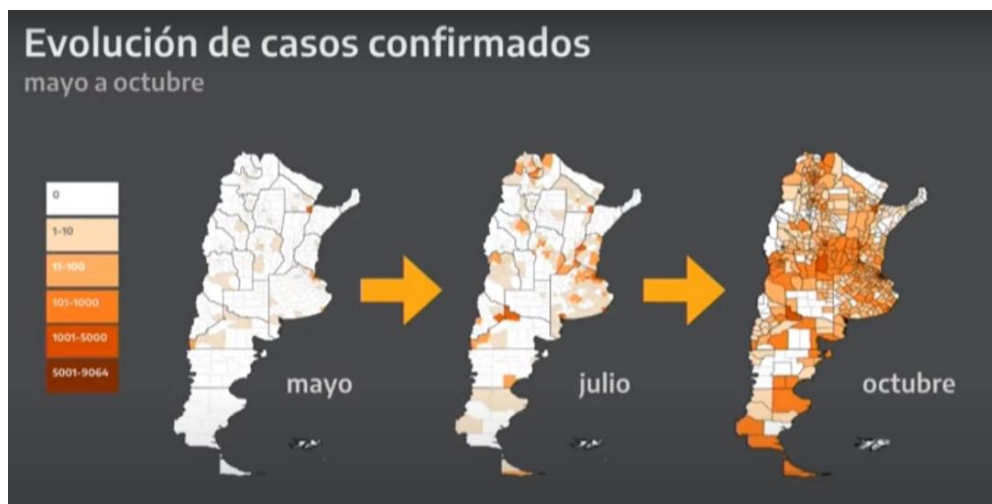 Evolución de casos confirmados
mayo a octubre
0
1-10
11-100
101-1000
1001-5000
5001-9064
mayo
julio
octubre